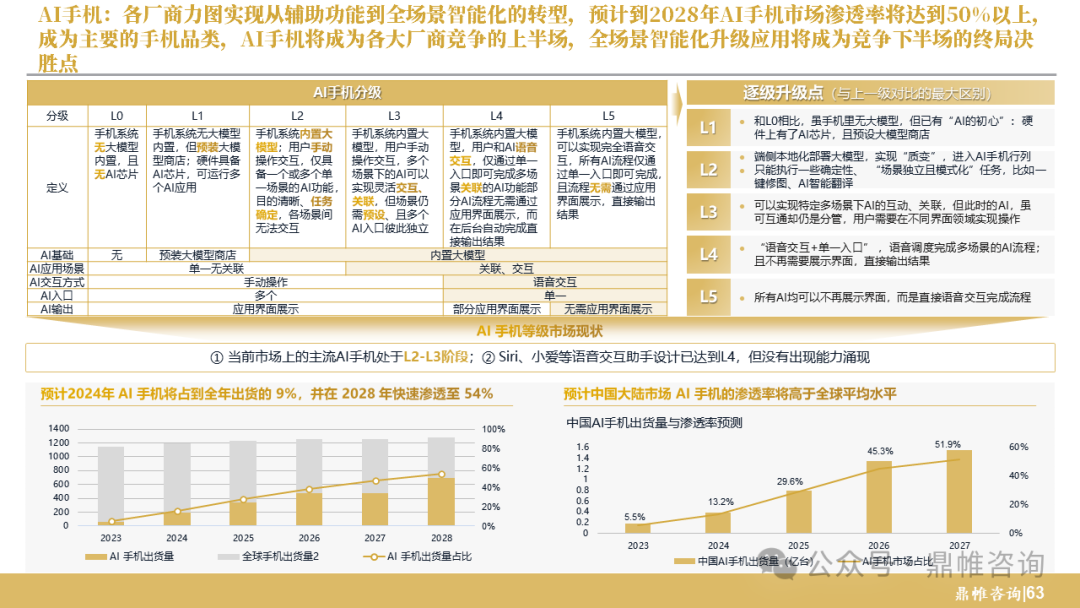 AI手机：各厂商力图实现从辅助功能到全场景智能化的转型，预计到2028年AI手机市场渗透率将达到50%以上，
成为主要的手机品类，AI手机将成为各大厂商竞争的上半场，全场景智能化升级应用将成为竞争下半场的终局决
胜点
AI手机分级
分级 L0 L1 L2 L3 L4 L5
定义
手机系统
无大模型
内置，且
无AI芯片
手机系统无大模型
内置，但预装大模
型商店；硬件具备
AI芯片，可运行多
个AI应用
手机系统内置大
模型；用户手动
操作交互，仅具
备一个或多个单
一场景的AI功能，
目的清晰、任务
确定，各场景间
无法交互
手机系统内置大
模型，用户手动
操作交互，多个
场景下的AI可以
实现灵活交互、
关联，但场景仍
需预设、且多个
AI入口彼此独立
手机系统内置大模
型，用户和AI语音
交互，仅通过单一
入口即可完成多场
景关联的AI功能部
分AI流程无需通过
应用界面展示，而
在后台自动完成直
接输出结果
手机系统内置大模型，
可以实现完全语音交
互，所有AI流程仅通
过单一入口即可完成，
且流程无需通过应用
界面展示，直接输出
结果
AI基础 无 预装大模型商店 内置大模型
AI应用场景 单一无关联 关联、交互
AI交互方式 手动操作 语音交互
AI入口 多个 单一
AI输出 应用界面展示 部分应用界面展示 无需应用界面展示
逐级升级点（与上一级对比的最大区别）
L1
• 和L0相比，虽手机里无大模型，但已有“AI的初心”：硬
件上有了AI芯片，且预设大模型商店
L2
• 端侧本地化部署大模型，实现“质变”，进入AI手机行列
• 只能执行一些确定性、 “场景独立且模式化”任务，比如一
键修图、AI智能翻译
L3
• 可以实现特定多场景下AI的互动、关联，但此时的AI，虽
可互通却仍是分管，用户需要在不同界面领域实现操作
L4
• “语音交互+单一入口” ，语音调度完成多场景的AI流程；
且不再需要展示界面，直接输出结果
L5
• 所有AI均可以不再展示界面，而是直接语音交互完成流程
AI 手机等级市场现状
① 当前市场上的主流AI手机处于L2-L3阶段；② Siri、小爱等语音交互助手设计已达到L4，但没有出现能力涌现
预计2024年 AI 手机将占到全年出货的 9%，并在 2028 年快速渗透至 54%
1400
1200
1000
800
600
400
200
0
100%
80%
60%
40%
20%
0%
2023 2024 2025 2026 2027 2028
AI 手机出货量 全球手机出货量2 AI 手机出货量占比
预计中国大陆市场 AI 手机的渗透率将高于全球平均水平
中国AI手机出货量与渗透率预测
1.6
1.4
1.2
1
0.8
0.6
0.4
0.2
0
60%
40%
20%
0%
5.5% 13.2% 29.6% 45.3% 51.9%
2023 2024 2025 2026 2027
中国AI手机出货量（亿台） AI手机市场占比
公众号 鼎帷咨询
鼎帷咨询|63